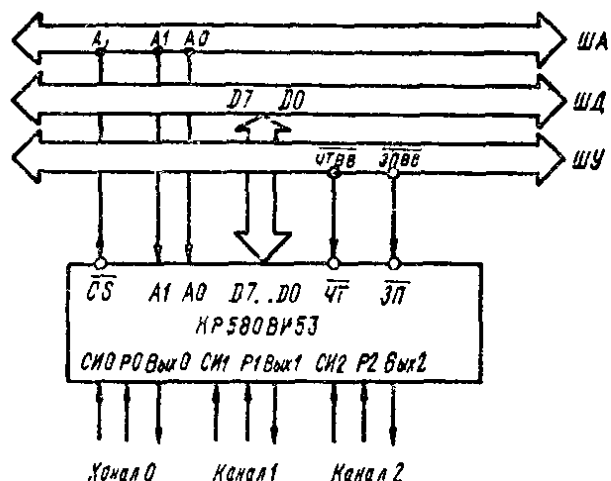 A, A1 A0 ША
D7 D0 ШД
ЧТВВ ЗПВВ ШУ
CS A1 A0 D7..D0 ЧТ ЗП
КР580ВИ53
СИ0 Р0 Вых0 СИ1 Р1 Вых1 СИ2 Р2 Вых2
Канал 0 Канал 1 Канал 2